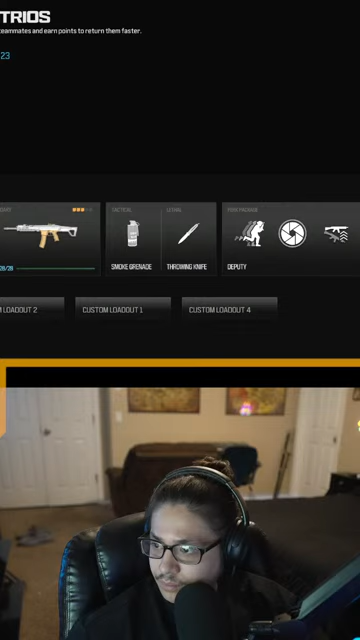 TRIOS
teammates and earn points to return them faster.
23
TACTICAL
LETHAL
PERK PACKAGE
28/28
SMOKE GRENADE
THROWING KNIFE
DEPUTY
LOADOUT 2
CUSTOM LOADOUT 1
CUSTOM LOADOUT 4